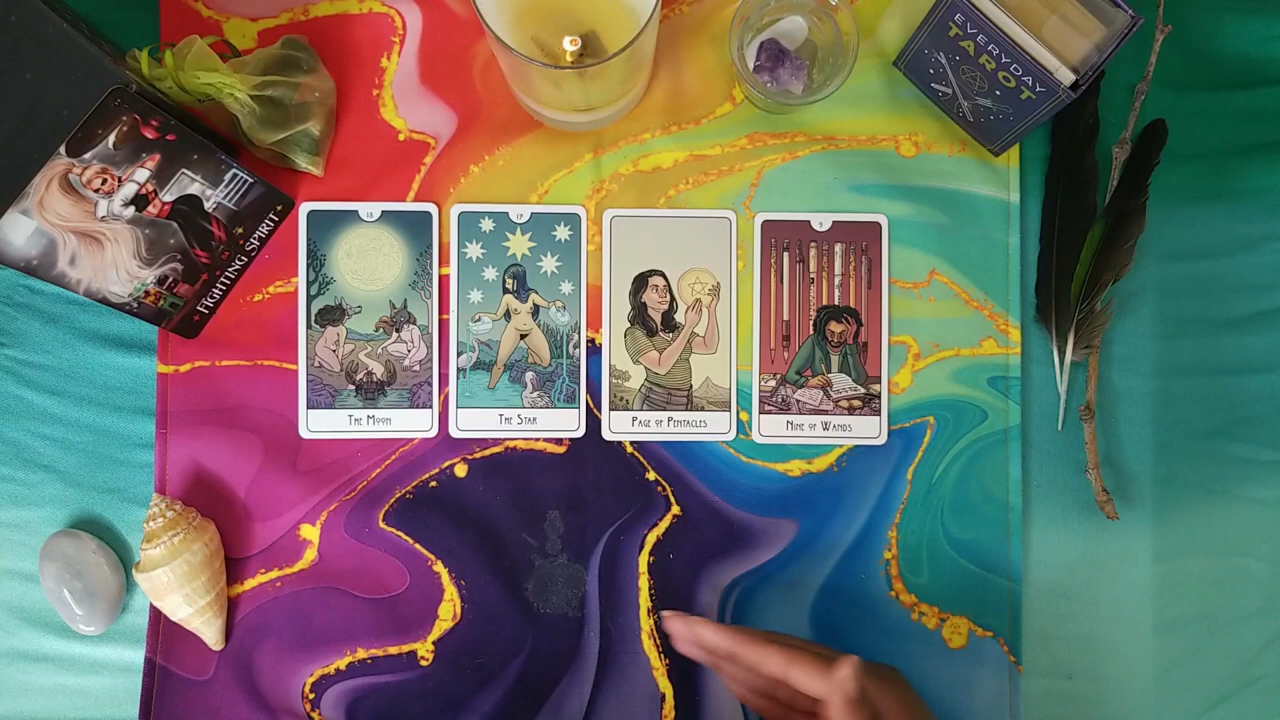 EVERYDAY
TAROT
FIGHTING SPIRIT
18
THE MOON
17
THE STAR
PAGE OF PENTACLES
9
NINE OF WANDS